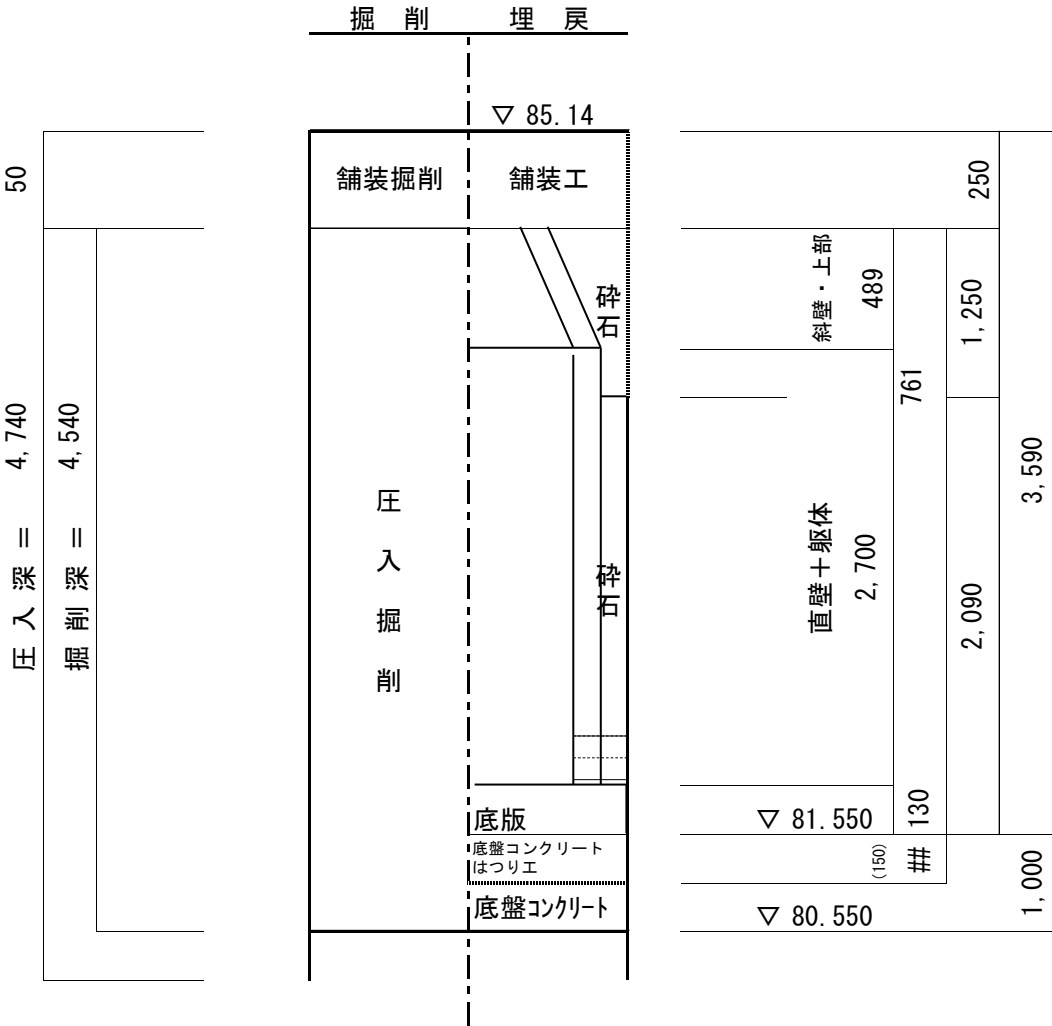 掘 削 埋 戻
▽ 85.14
50
舗装掘削
舗装工
250
斜壁・上部
489
砕石
1,250
761
圧入深 = 4,740
掘削深 = 4,540
3,590
圧入掘削
砕石
直壁+躯体
2,700
2,090
底版
▽ 81.550
130
底盤コンクリート
はつり工
(150)
##
1,000
底盤コンクリート
▽ 80.550